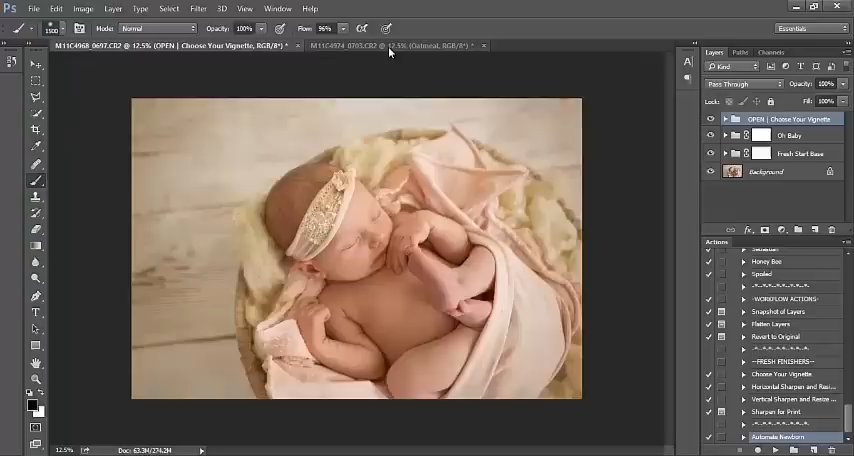 Ps File Edit Image Layer Type Select Filter 3D View Window Help
1500 Mode: Normal Opacity: 100% Flow: 96% Essentials
M11C4968_0697.CR2 @ 12.5% (OPEN | Choose Your Vignette, RGB/8*) * × M11C4974_0703.CR2 @ 12.5% (Oatmeal, RGB/8*) * ×
Layers Paths Channels
Kind
Pass Through Opacity: 100%
Lock: Fill: 100%
OPEN | Choose Your Vignette
Oh Baby
Fresh Start Base
Background
fx
Actions
Honey Bee
Spoiled
-*--*--*--*--*--*-
-WORKFLOW ACTIONS-
Snapshot of Layers
Flatten Layers
Revert to Original
-*--*--*--*--*--*-
--FRESH FINISHERS--
Choose Your Vignette
Horizontal Sharpen and Resi...
Vertical Sharpen and Resize ...
Sharpen for Print
-*--*--*--*--*--*-
Automate Newborn
12.5% Doc: 63.3M/274.2M